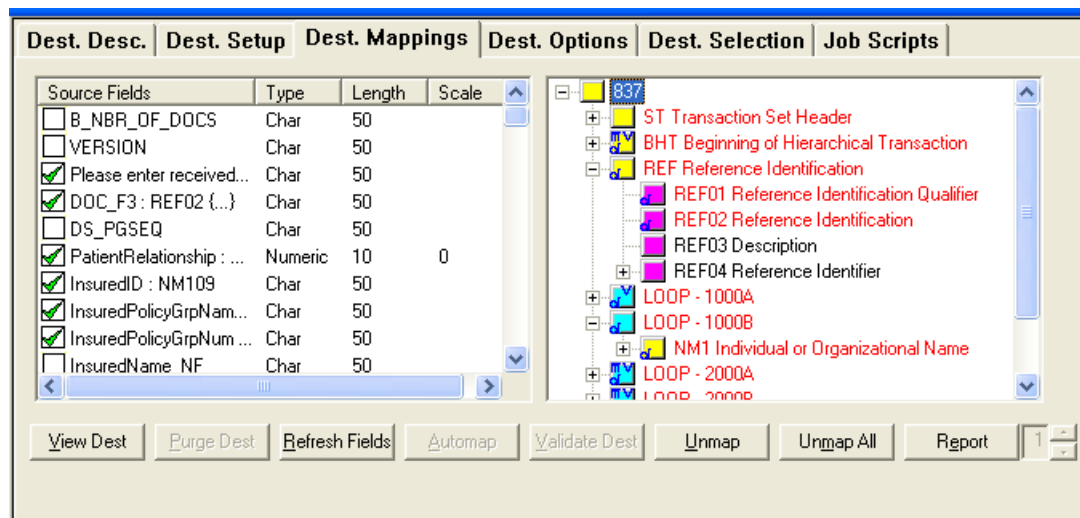 Dest. Desc. Dest. Setup Dest. Mappings Dest. Options Dest. Selection Job Scripts
Source Fields Type Length Scale
B_NBR_OF_DOCS Char 50
VERSION Char 50
Please enter received... Char 50
DOC_F3 : REF02 {...} Char 50
DS_PGSEQ Char 50
PatientRelationship : ... Numeric 10 0
InsuredID : NM109 Char 50
InsuredPolicyGrpNam... Char 50
InsuredPolicyGrpNum ... Char 50
InsuredName_NF Char 50
837
ST Transaction Set Header
BHT Beginning of Hierarchical Transaction
REF Reference Identification
REF01 Reference Identification Qualifier
REF02 Reference Identification
REF03 Description
REF04 Reference Identifier
LOOP - 1000A
LOOP - 1000B
NM1 Individual or Organizational Name
LOOP - 2000A
LOOP - 2000B
View Dest Purge Dest Refresh Fields Automap Validate Dest Unmap Unmap All Report 1